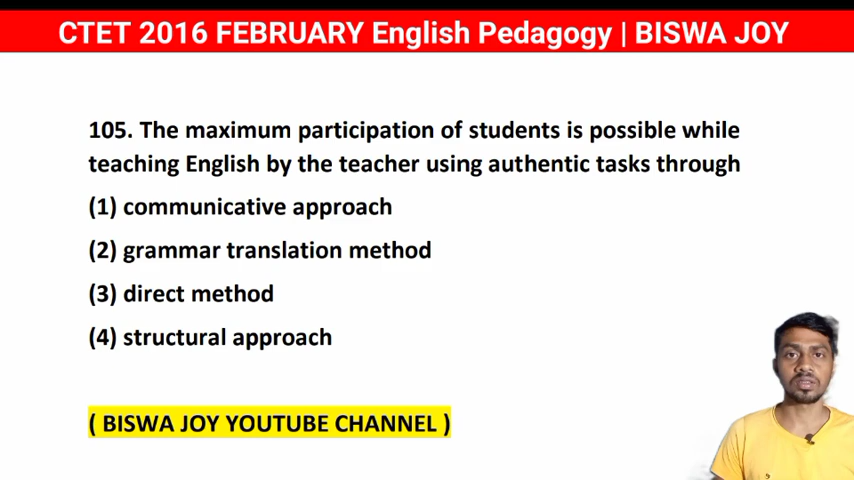 CTET 2016 FEBRUARY English Pedagogy | BISWA JOY
105. The maximum participation of students is possible while
teaching English by the teacher using authentic tasks through
(1) communicative approach
(2) grammar translation method
(3) direct method
(4) structural approach
( BISWA JOY YOUTUBE CHANNEL )